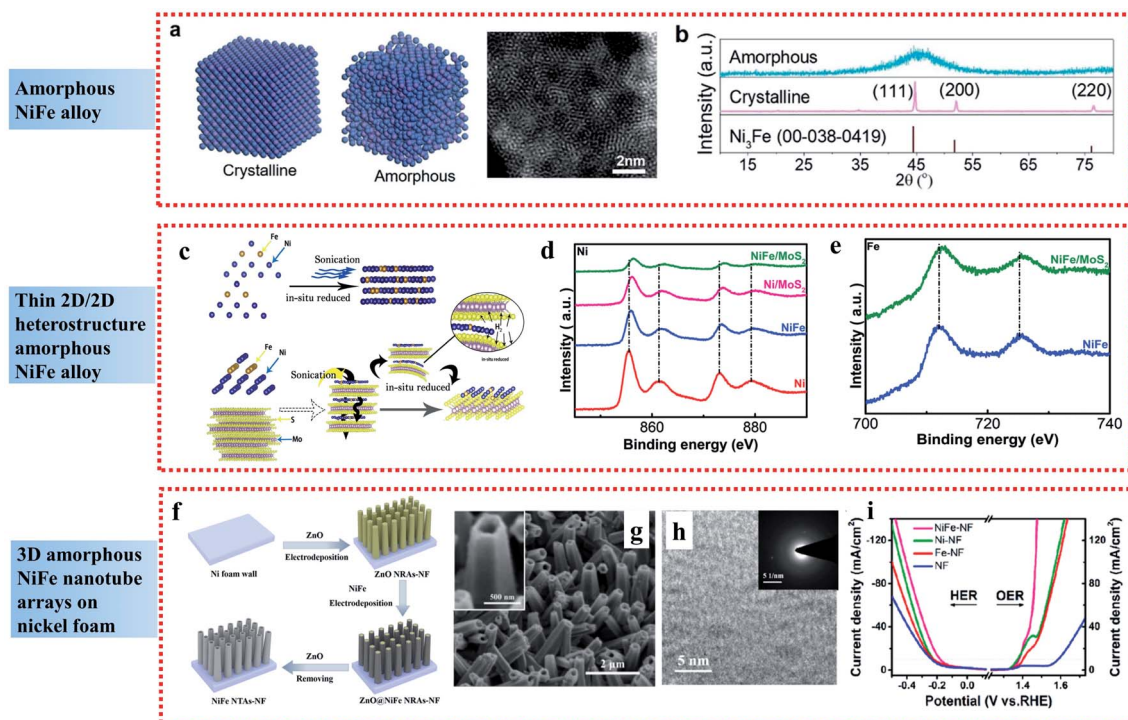 Amorphous
NiFe alloy
a
Crystalline
Amorphous
2nm
b
Intensity (a.u.)
Amorphous
Crystalline
(111)
(200)
(220)
Ni₃Fe (00-038-0419)
15 25 35 45 55 65 75
2θ (°)
Thin 2D/2D
heterostructure
amorphous
NiFe alloy
c
Fe
Ni
Sonication
in-situ reduced
Fe
Ni
Sonication
in-situ reduced
in-situ reduced
S
Mo
d
Ni
NiFe/MoS₂
Ni/MoS₂
NiFe
Ni
Intensity ( a.u.)
860 880
Binding energy (eV)
e
Fe
NiFe/MoS₂
NiFe
Intensity ( a.u.)
700 720 740
Binding energy (eV)
3D amorphous
NiFe nanotube
arrays on
nickel foam
f
Ni foam wall
ZnO
Electrodeposition
ZnO NRAs-NF
NiFe
Electrodeposition
ZnO@NiFe NRAs-NF
ZnO
Removing
NiFe NTAs-NF
g
500 nm
2 μm
h
5 1/nm
5 nm
i
NiFe-NF
Ni-NF
Fe-NF
NF
HER
OER
Current density (mA/cm²)
-120
-80
-40
0
Current density (mA/cm²)
120
80
40
0
-0.4 -0.2 0.0 1.4 1.6
Potential (V vs.RHE)